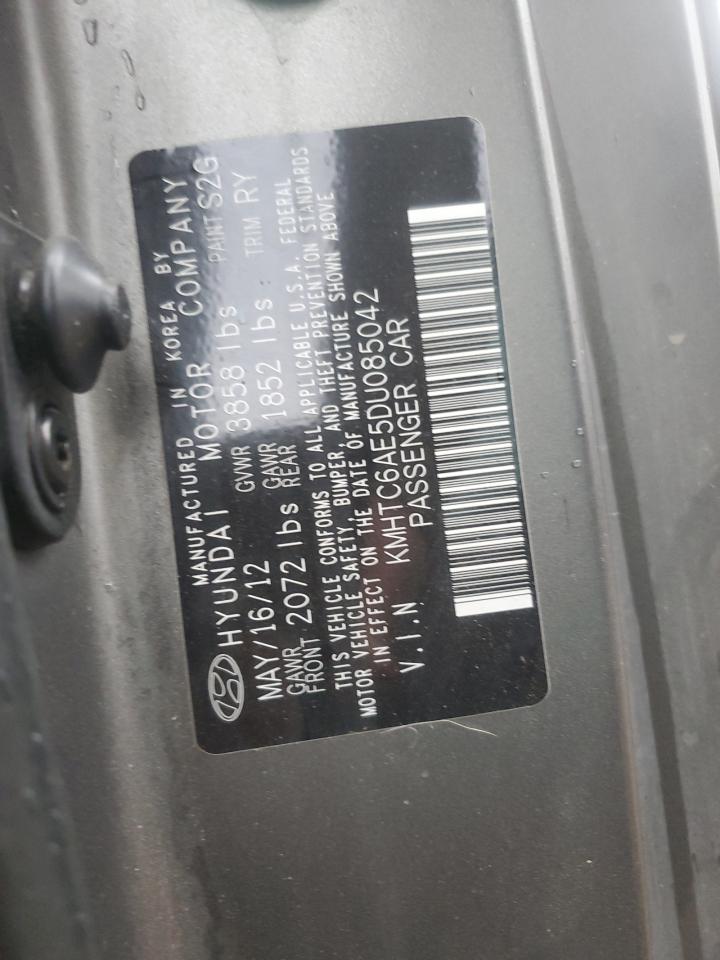 MANUFACTURED IN KOREA BY
HYUNDAI MOTOR COMPANY
MAY/16/12 GVWR 3858 lbs PAINT S2G
GAWR FRONT 2072 lbs GAWR REAR 1852 lbs TRIM RY
THIS VEHICLE CONFORMS TO ALL APPLICABLE U.S.A. FEDERAL
MOTOR VEHICLE SAFETY, BUMPER, AND THEFT PREVENTION STANDARDS
IN EFFECT ON THE DATE OF MANUFACTURE SHOWN ABOVE
V.I.N KMHTC6AE5DU085042
PASSENGER CAR